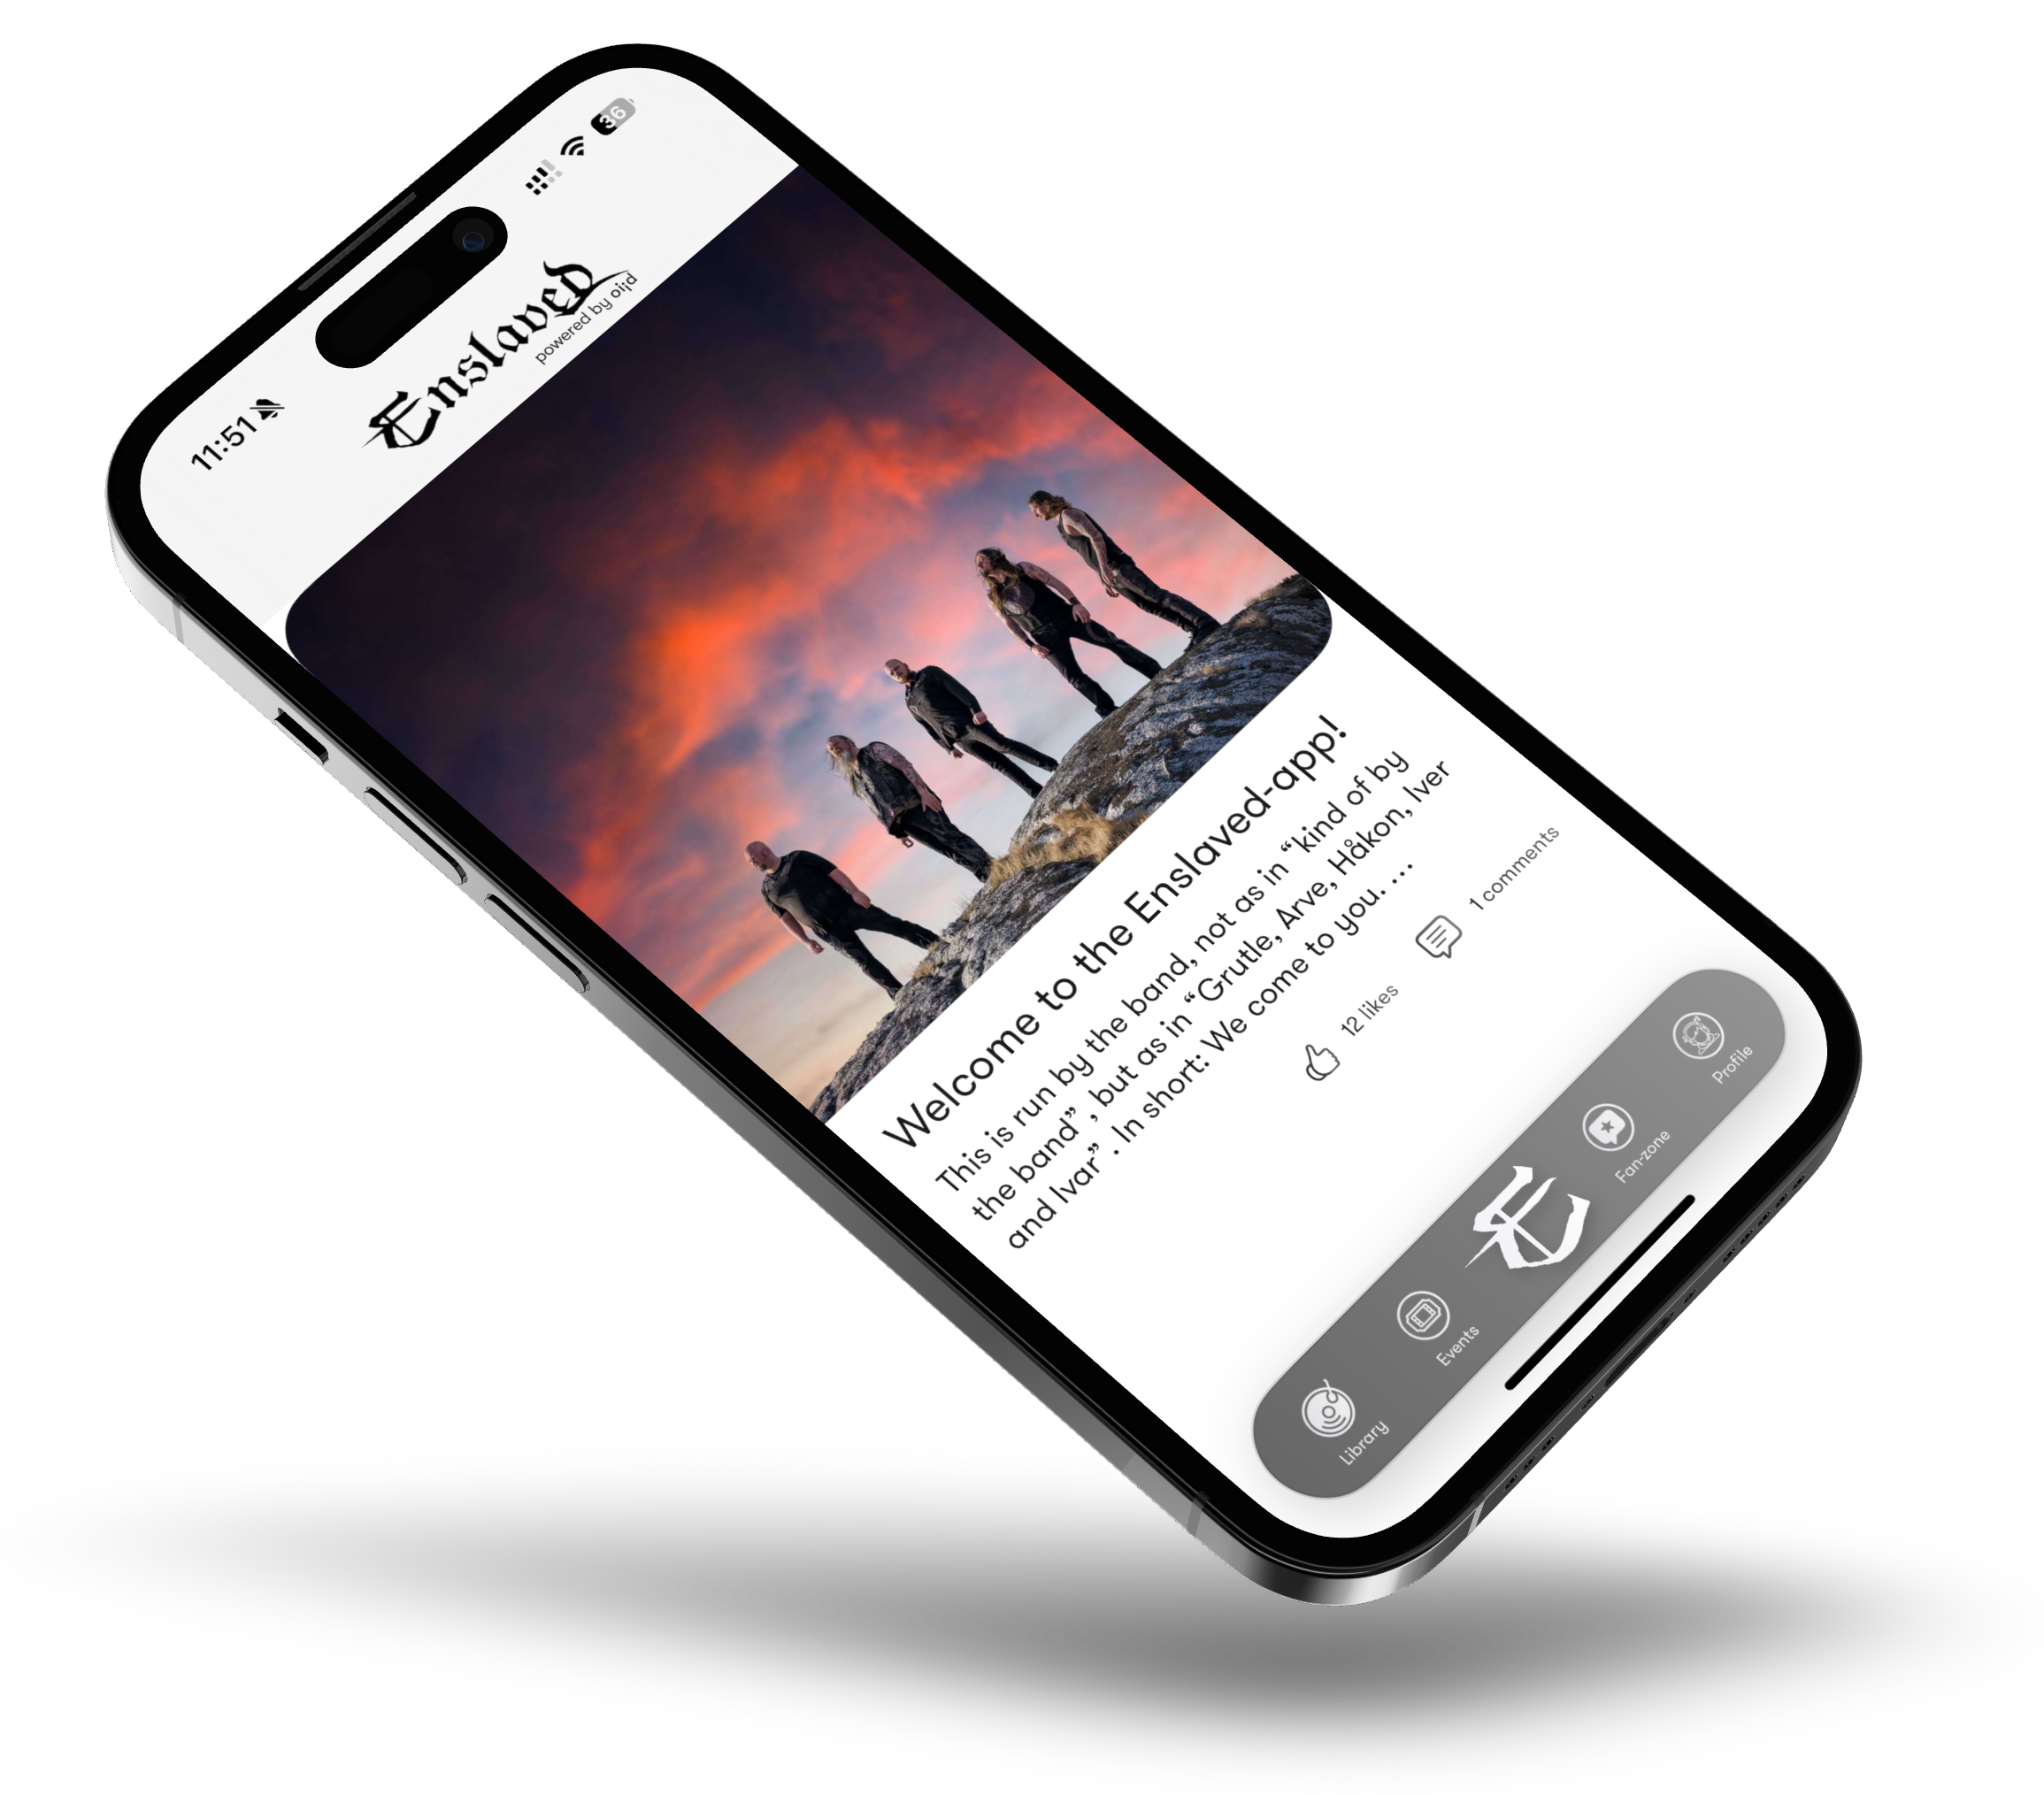 11:51
36
Enslaved
powered by oiid
Welcome to the Enslaved-app!
This is run by the band, not as in “kind of by
the band”, but as in “Grutle, Arve, Håkon, Iver
and Ivar”. In short: We come to you. ...
12 likes
1 comments
Library
Events
E
Fan-zone
Profile